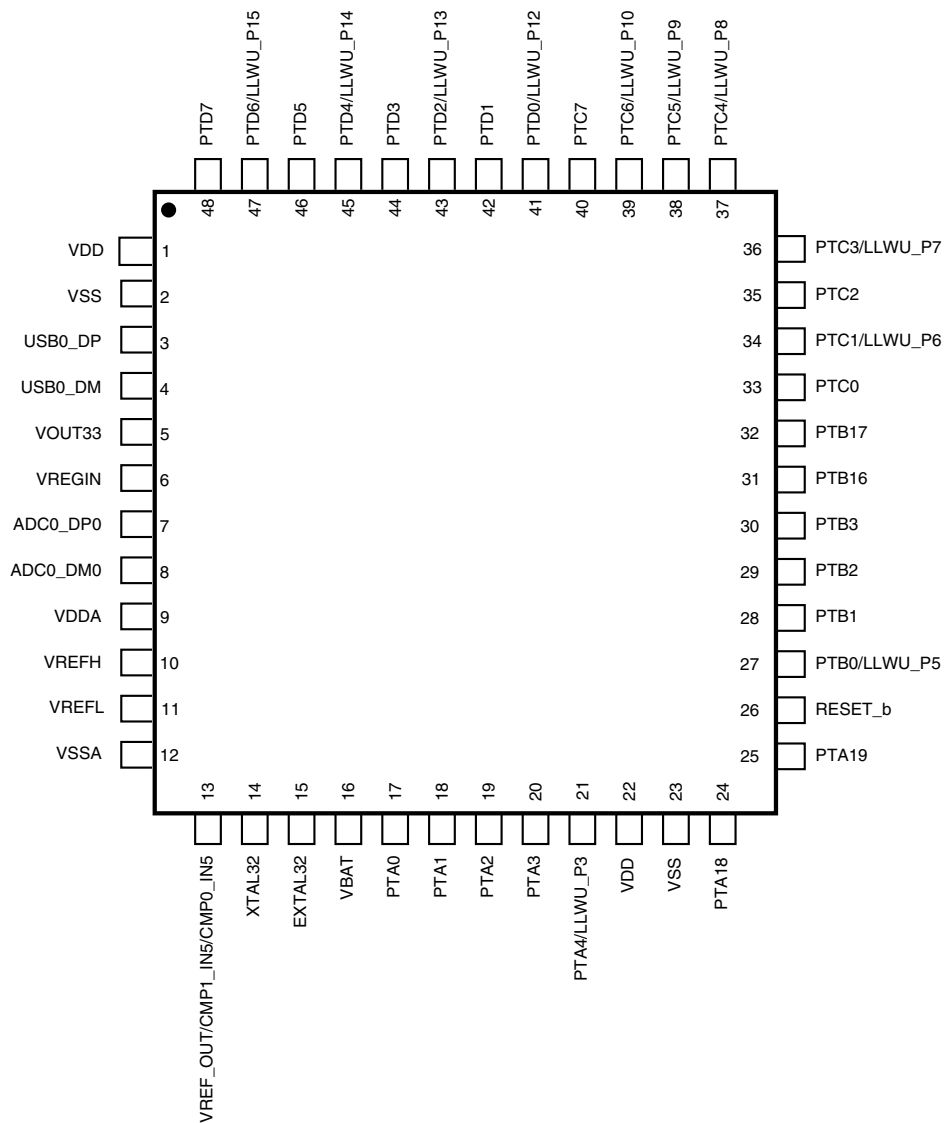 PTD7
PTD6/LLWU_P15
PTD5
PTD4/LLWU_P14
PTD3
PTD2/LLWU_P13
PTD1
PTD0/LLWU_P12
PTC7
PTC6/LLWU_P10
PTC5/LLWU_P9
PTC4/LLWU_P8
48
47
46
45
44
43
42
41
40
39
38
37
VDD 1
VSS 2
USB0_DP 3
USB0_DM 4
VOUT33 5
VREGIN 6
ADC0_DP0 7
ADC0_DM0 8
VDDA 9
VREFH 10
VREFL 11
VSSA 12
36 PTC3/LLWU_P7
35 PTC2
34 PTC1/LLWU_P6
33 PTC0
32 PTB17
31 PTB16
30 PTB3
29 PTB2
28 PTB1
27 PTB0/LLWU_P5
26 RESET_b
25 PTA19
13
14
15
16
17
18
19
20
21
22
23
24
VREF_OUT/CMP1_IN5/CMP0_IN5
XTAL32
EXTAL32
VBAT
PTA0
PTA1
PTA2
PTA3
PTA4/LLWU_P3
VDD
VSS
PTA18